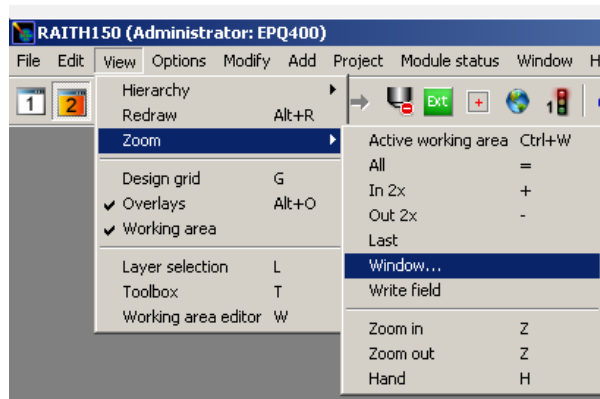 RAITH150 (Administrator: EPQ400)
File Edit View Options Modify Add Project Module status Window H
1 2 Ext 1
Hierarchy
Redraw Alt+R
Zoom
Design grid G
Overlays Alt+O
Working area
Layer selection L
Toolbox T
Working area editor W
Active working area Ctrl+W
All =
In 2x +
Out 2x -
Last
Window...
Write field
Zoom in Z
Zoom out Z
Hand H